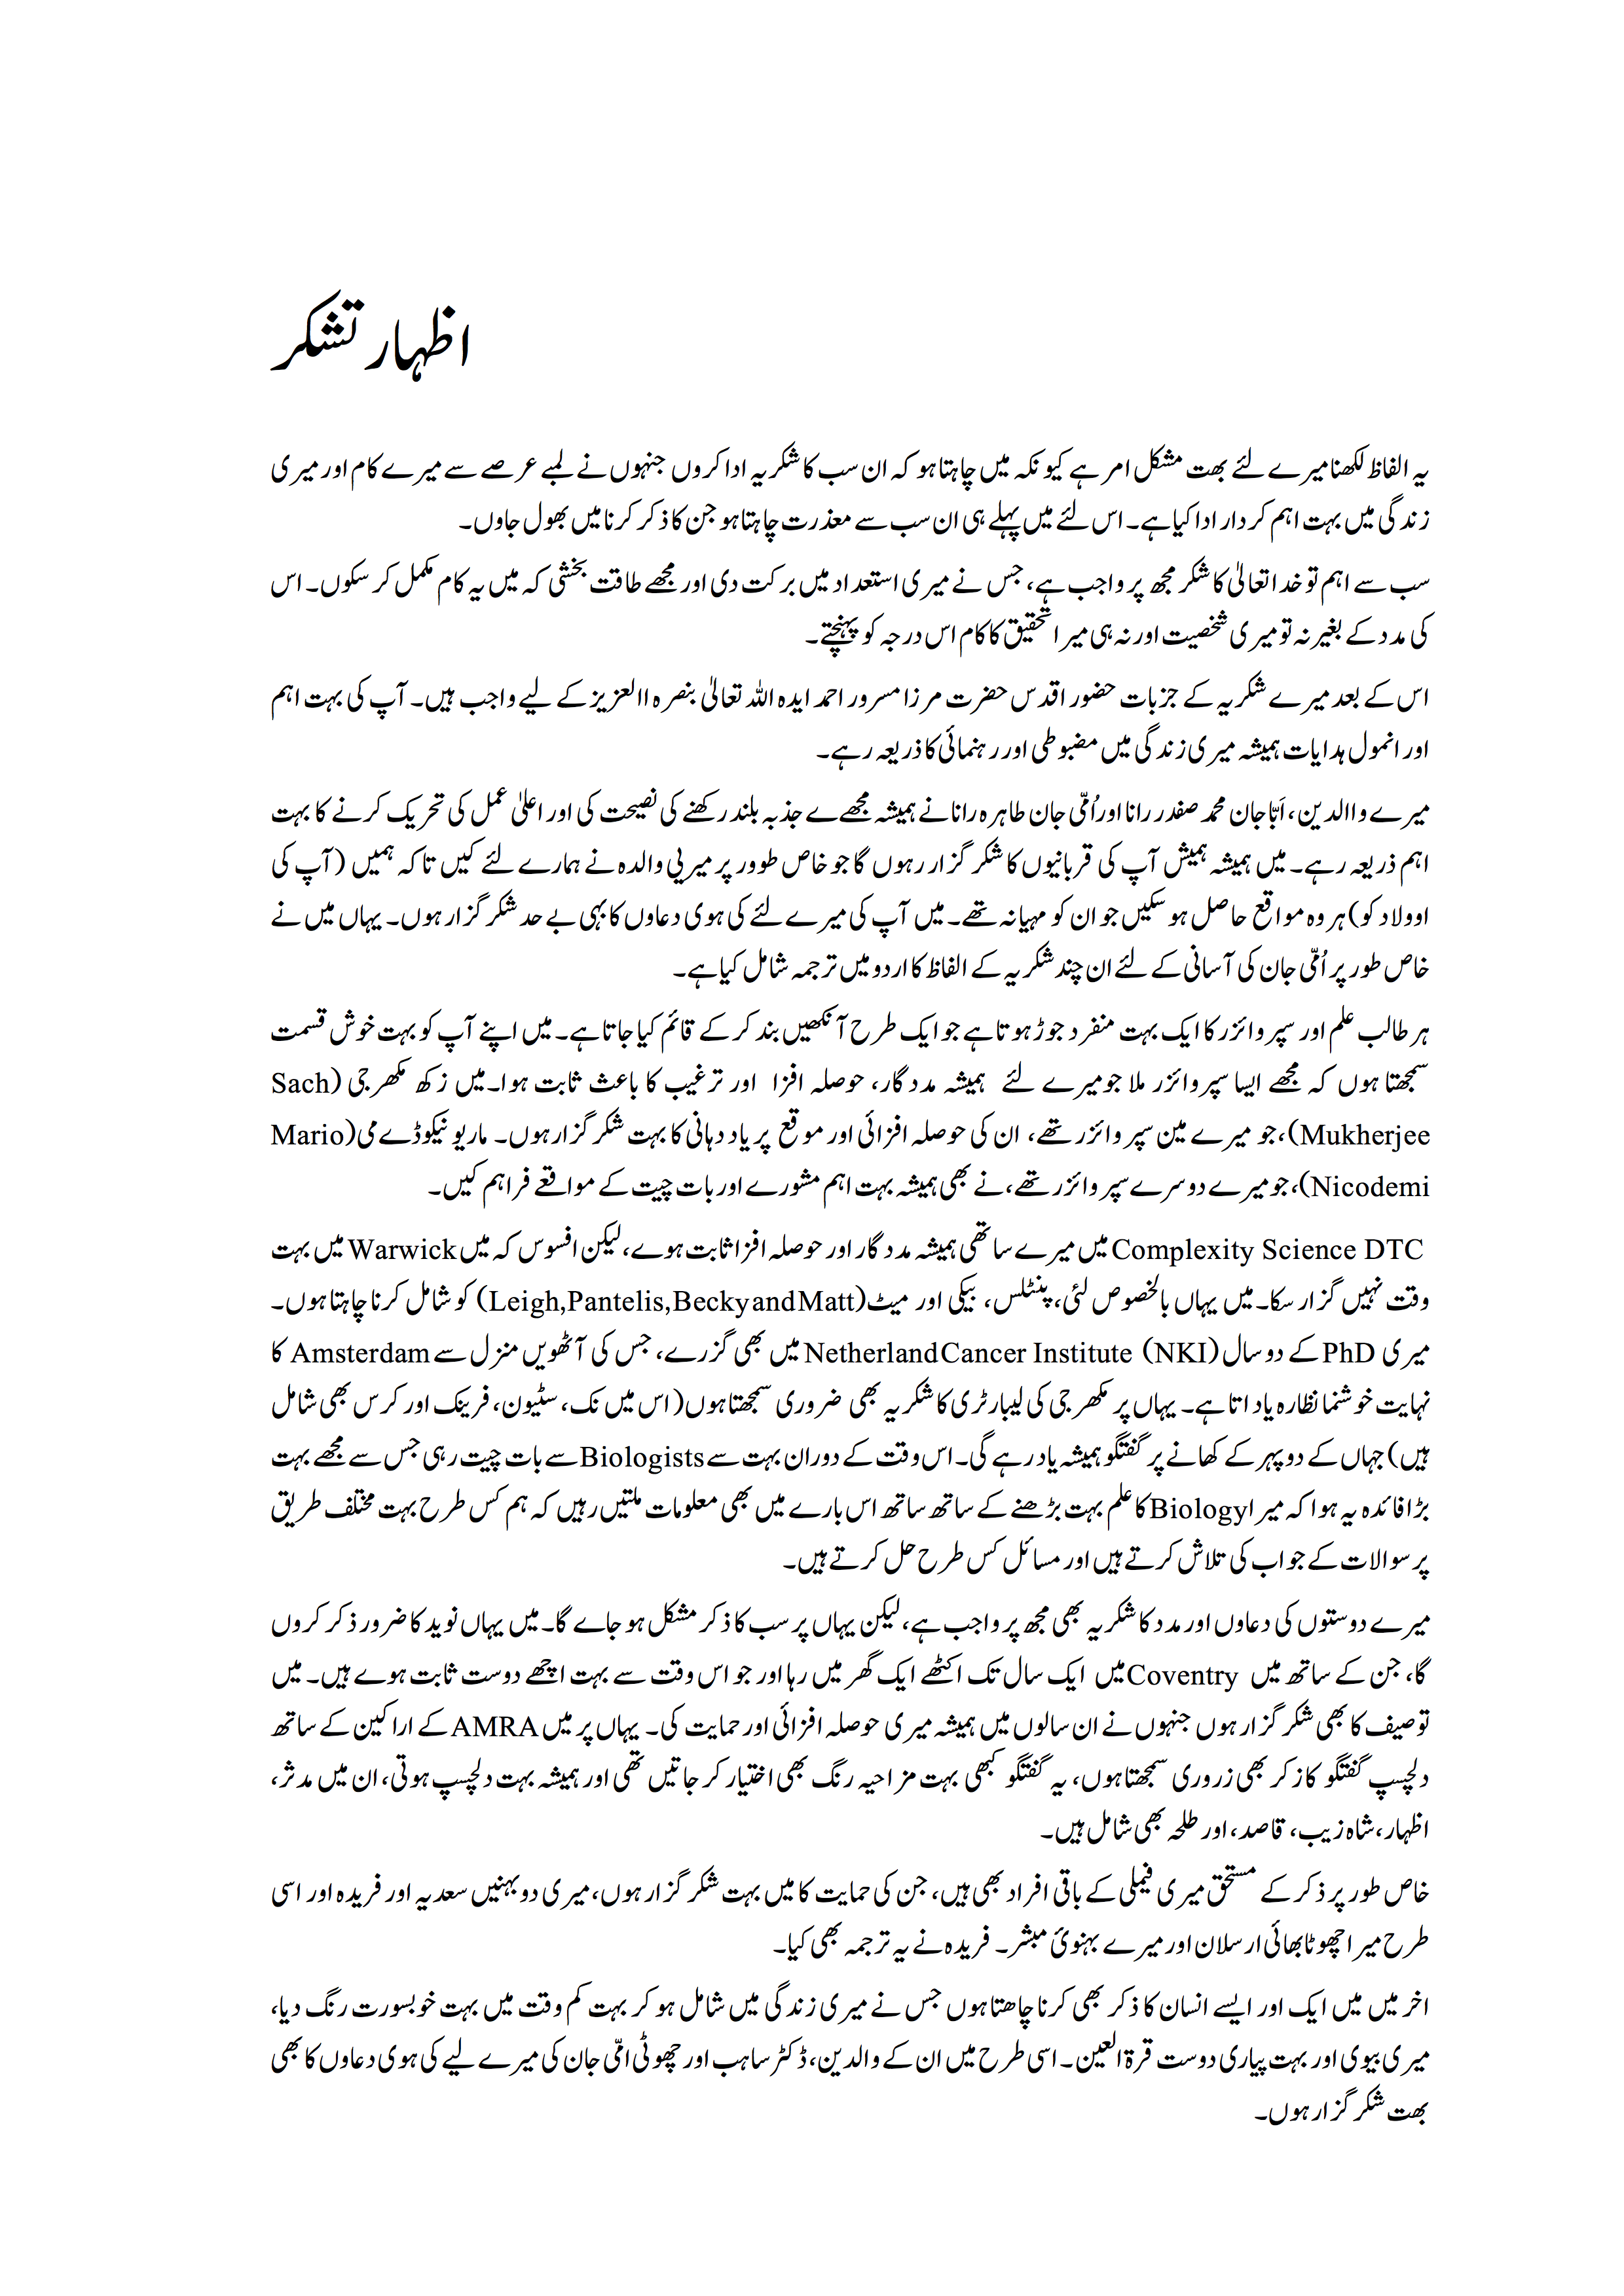 اظہار تشکر
یہ الفاظ لکھنا میرے لئے بھت مشکل امر ہے کیونکہ میں چاہتا ہو کہ ان سب کا شکریہ ادا کروں جنہوں نے لمبے عرصے سے میرے کام اور میری
زندگی میں بہت اہم کردار ادا کیا ہے۔ اس لئے میں پہلے ہی ان سب سے معذرت چاہتا ہو جن کا ذکر کرنا میں بھول جاوں۔
سب سے اہم تو خدا تعالیٰ کا شکر مجھ پر واجب ہے، جس نے میری استعداد میں برکت دی اور مجھے طاقت بخشی کہ میں یہ کام مکمل کر سکوں۔ اس
کی مدد کے بغیر نہ تو میری شخصیت اور نہ ہی میرا تحقیق کا کام اس درجہ کو پہنچتے۔
اس کے بعد میرے شکریہ کے جزبات حضور اقدس حضرت مرزا مسرور احمد ایدہ اللہ تعالیٰ بنصرہ االعزیز کے لیے واجب ہیں۔ آپ کی بہت اہم
اور انمول ہدایات ہمیشہ میری زندگی میں مضبوطی اور رہنمائی کا ذریعہ رہے۔
میرے واالدین، اَبّا جان محمد صفدر رانا اور اُمّی جان طاہرہ رانا نے ہمیشہ مجھےے جذبہ بلند رکھنے کی نصیحت کی اور اعلیٰ عمل کی تحریک کرنے کا بہت
اہم ذریعہ رہے۔ میں ہمیشہ ہمیش آپ کی قربانیوں کا شکر گزار رہوں گا جو خاص طوور پر میریی والدہ نے ہمارے لئے کیں تاکہ ہمیں (آپ کی
اوولاد کو) ہر وہ مواقع حاصل ہو سکیں جو ان کو مہیا نہ تھے۔ میں آپ کی میرے لئے کی ہوی دعاوں کا بہی بے حد شکر گزار ہوں۔ یہاں میں نے
خاص طور پر اُمّی جان کی آسانی کے لئے ان چند شکریہ کے الفاظ کا اردو میں ترجمہ شامل کیا ہے۔
ہر طالب علم اور سپروائزر کا ایک بہت منفرد جوڑ ہوتا ہے جو ایک طرح آنکھیں بند کر کے قائم کیا جاتا ہے۔ میں اپنے آپ کو بہت خوش قسمت
سمجھتا ہوں کہ مجھے ایسا سپروائزر ملا جو میرے لئے ہمیشہ مددگار، حوصلہ افزا اور ترغیب کا باعث ثابت ہوا۔ میں زکھ مکھرجی (Sach
Mukherjee)، جو میرے مین سپروائزر تھے، ان کی حوصلہ افزائی اور موقع پر یاد دہانی کا بہت شکر گزار ہوں۔ ماریو نیکوڈے می (Mario
Nicodemi)، جو میرے دوسرے سپروائزر تھے، نے بھی ہمیشہ بہت اہم مشورے اور بات چیت کے مواقعے فراہم کیں۔
Complexity Science DTC میں میرے ساتھی ہمیشہ مددگار اور حوصلہ افزا ثابت ہوے، لیکن افسوس کہ میں Warwick میں بہت
وقت نہیں گزار سکا۔ میں یہاں بالخصوص لئی، پنٹلس، بیکی اور میٹ (Leigh, Pantelis, Becky and Matt) کو شامل کرنا چاہتا ہوں۔
میری PhD کے دو سال Netherland Cancer Institute (NKI) میں بھی گزرے، جس کی آٹھویں منزل سے Amsterdam کا
نہایت خوشنما نظارہ یاد اتا ہے۔ یہاں پر مکھرجی کی لیبارٹری کا شکریہ بھی ضروری سمجھتا ہوں (اس میں نک، سٹیون، فرینک اور کرس بھی شامل
ہیں) جہاں کے دوپہر کے کھانے پر گفتگو ہمیشہ یاد رہے گی۔ اس وقت کے دوران بہت سے Biologists سے بات چیت رہی جس سے مجھے بہت
بڑا فائدہ یہ ہوا کہ میرا Biology کا علم بہت بڑھنے کے ساتھ ساتھ اس بارے میں بھی معلومات ملتیں رہیں کہ ہم کس طرح بہت مختلف طریق
پر سوالات کے جواب کی تلاش کرتے ہیں اور مسائل کس طرح حل کرتے ہیں۔
میرے دوستوں کی دعاوں اور مدد کا شکریہ بھی مجھ پر واجب ہے، لیکن یہاں پر سب کا ذکر مشکل ہو جاے گا۔ میں یہاں نوید کا ضرور ذکر کروں
گا، جن کے ساتھ میں Coventry میں ایک سال تک اکٹھے ایک گھر میں رہا اور جو اس وقت سے بہت اچھے دوست ثابت ہوے ہیں۔ میں
توصیف کا بھی شکر گزار ہوں جنہوں نے ان سالوں میں ہمیشہ میری حوصلہ افزائی اور حمایت کی۔ یہاں پر میں AMRA کے اراکین کے ساتھ
دلچسپ گفتگو کا زکر بھی زروری سمجھتا ہوں، یہ گفتگو کبھی بہت مزاحیہ رنگ بھی اختیار کر جاتیں تھی اور ہمیشہ بہت دلچسپ ہوتی، ان میں مدثر،
اظہار، شاہ زیب، قاصد، اور طلحہ بھی شامل ہیں۔
خاص طور پر ذکر کے مستحق میری فیملی کے باقی افراد بھی ہیں، جن کی حمایت کا میں بہت شکر گزار ہوں، میری دو بہنیں سعدیہ اور فریدہ اور اسی
طرح میرا چھوٹا بھائی ارسلان اور میرے بہنوئ مبشر۔ فریدہ نے یہ ترجمہ بھی کیا۔
اخر میں میں ایک اور ایسے انسان کا ذکر بھی کرنا چاھتا ہوں جس نے میری زندگی میں شامل ہو کر بہت کم وقت میں بہت خوبسورت رنگ دیا،
میری بیوی اور بہت پیاری دوست قرۃالعین۔ اسی طرح میں ان کے والدین، ڈکٹر ساہب اور چھوٹی امّی جان کی میرے لیے کی ہوی دعاوں کا بھی
بھت شکر گزار ہوں۔